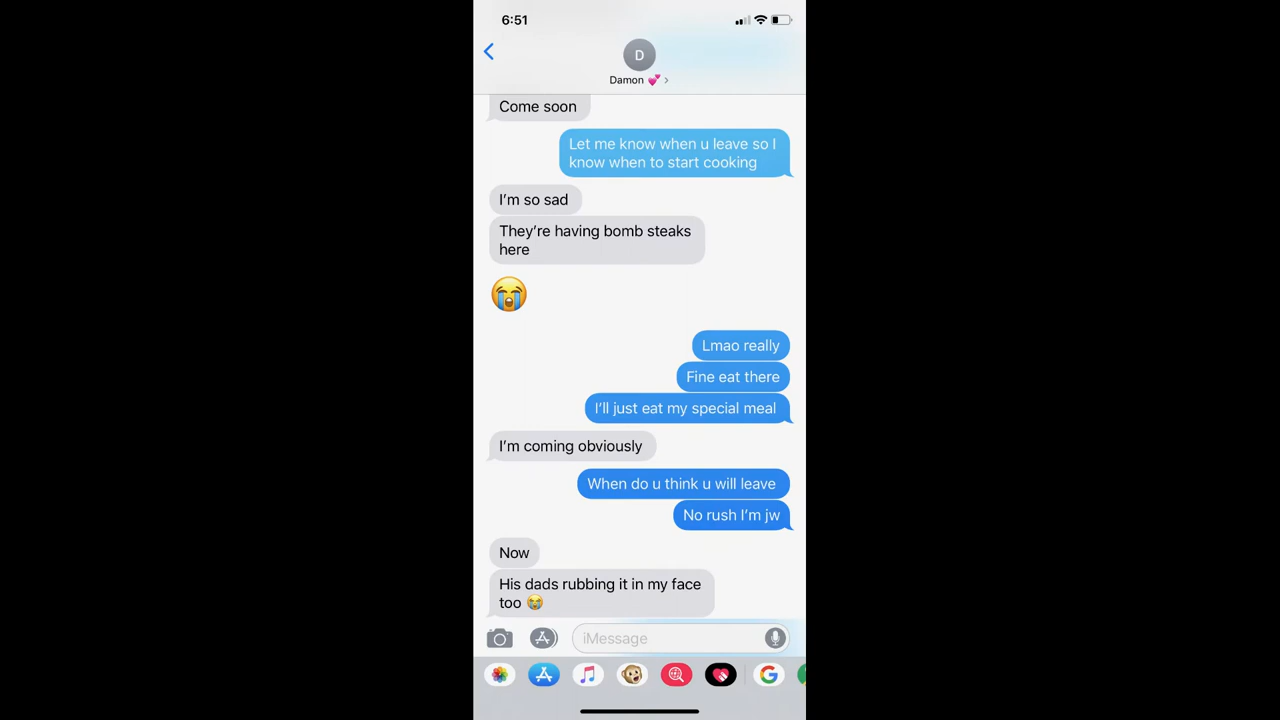 6:51
D
Damon 💕 >
Come soon
Let me know when u leave so I
know when to start cooking
I'm so sad
They're having bomb steaks
here
😭
Lmao really
Fine eat there
I'll just eat my special meal
I'm coming obviously
When do u think u will leave
No rush I'm jw
Now
His dads rubbing it in my face
too 😭
iMessage
G